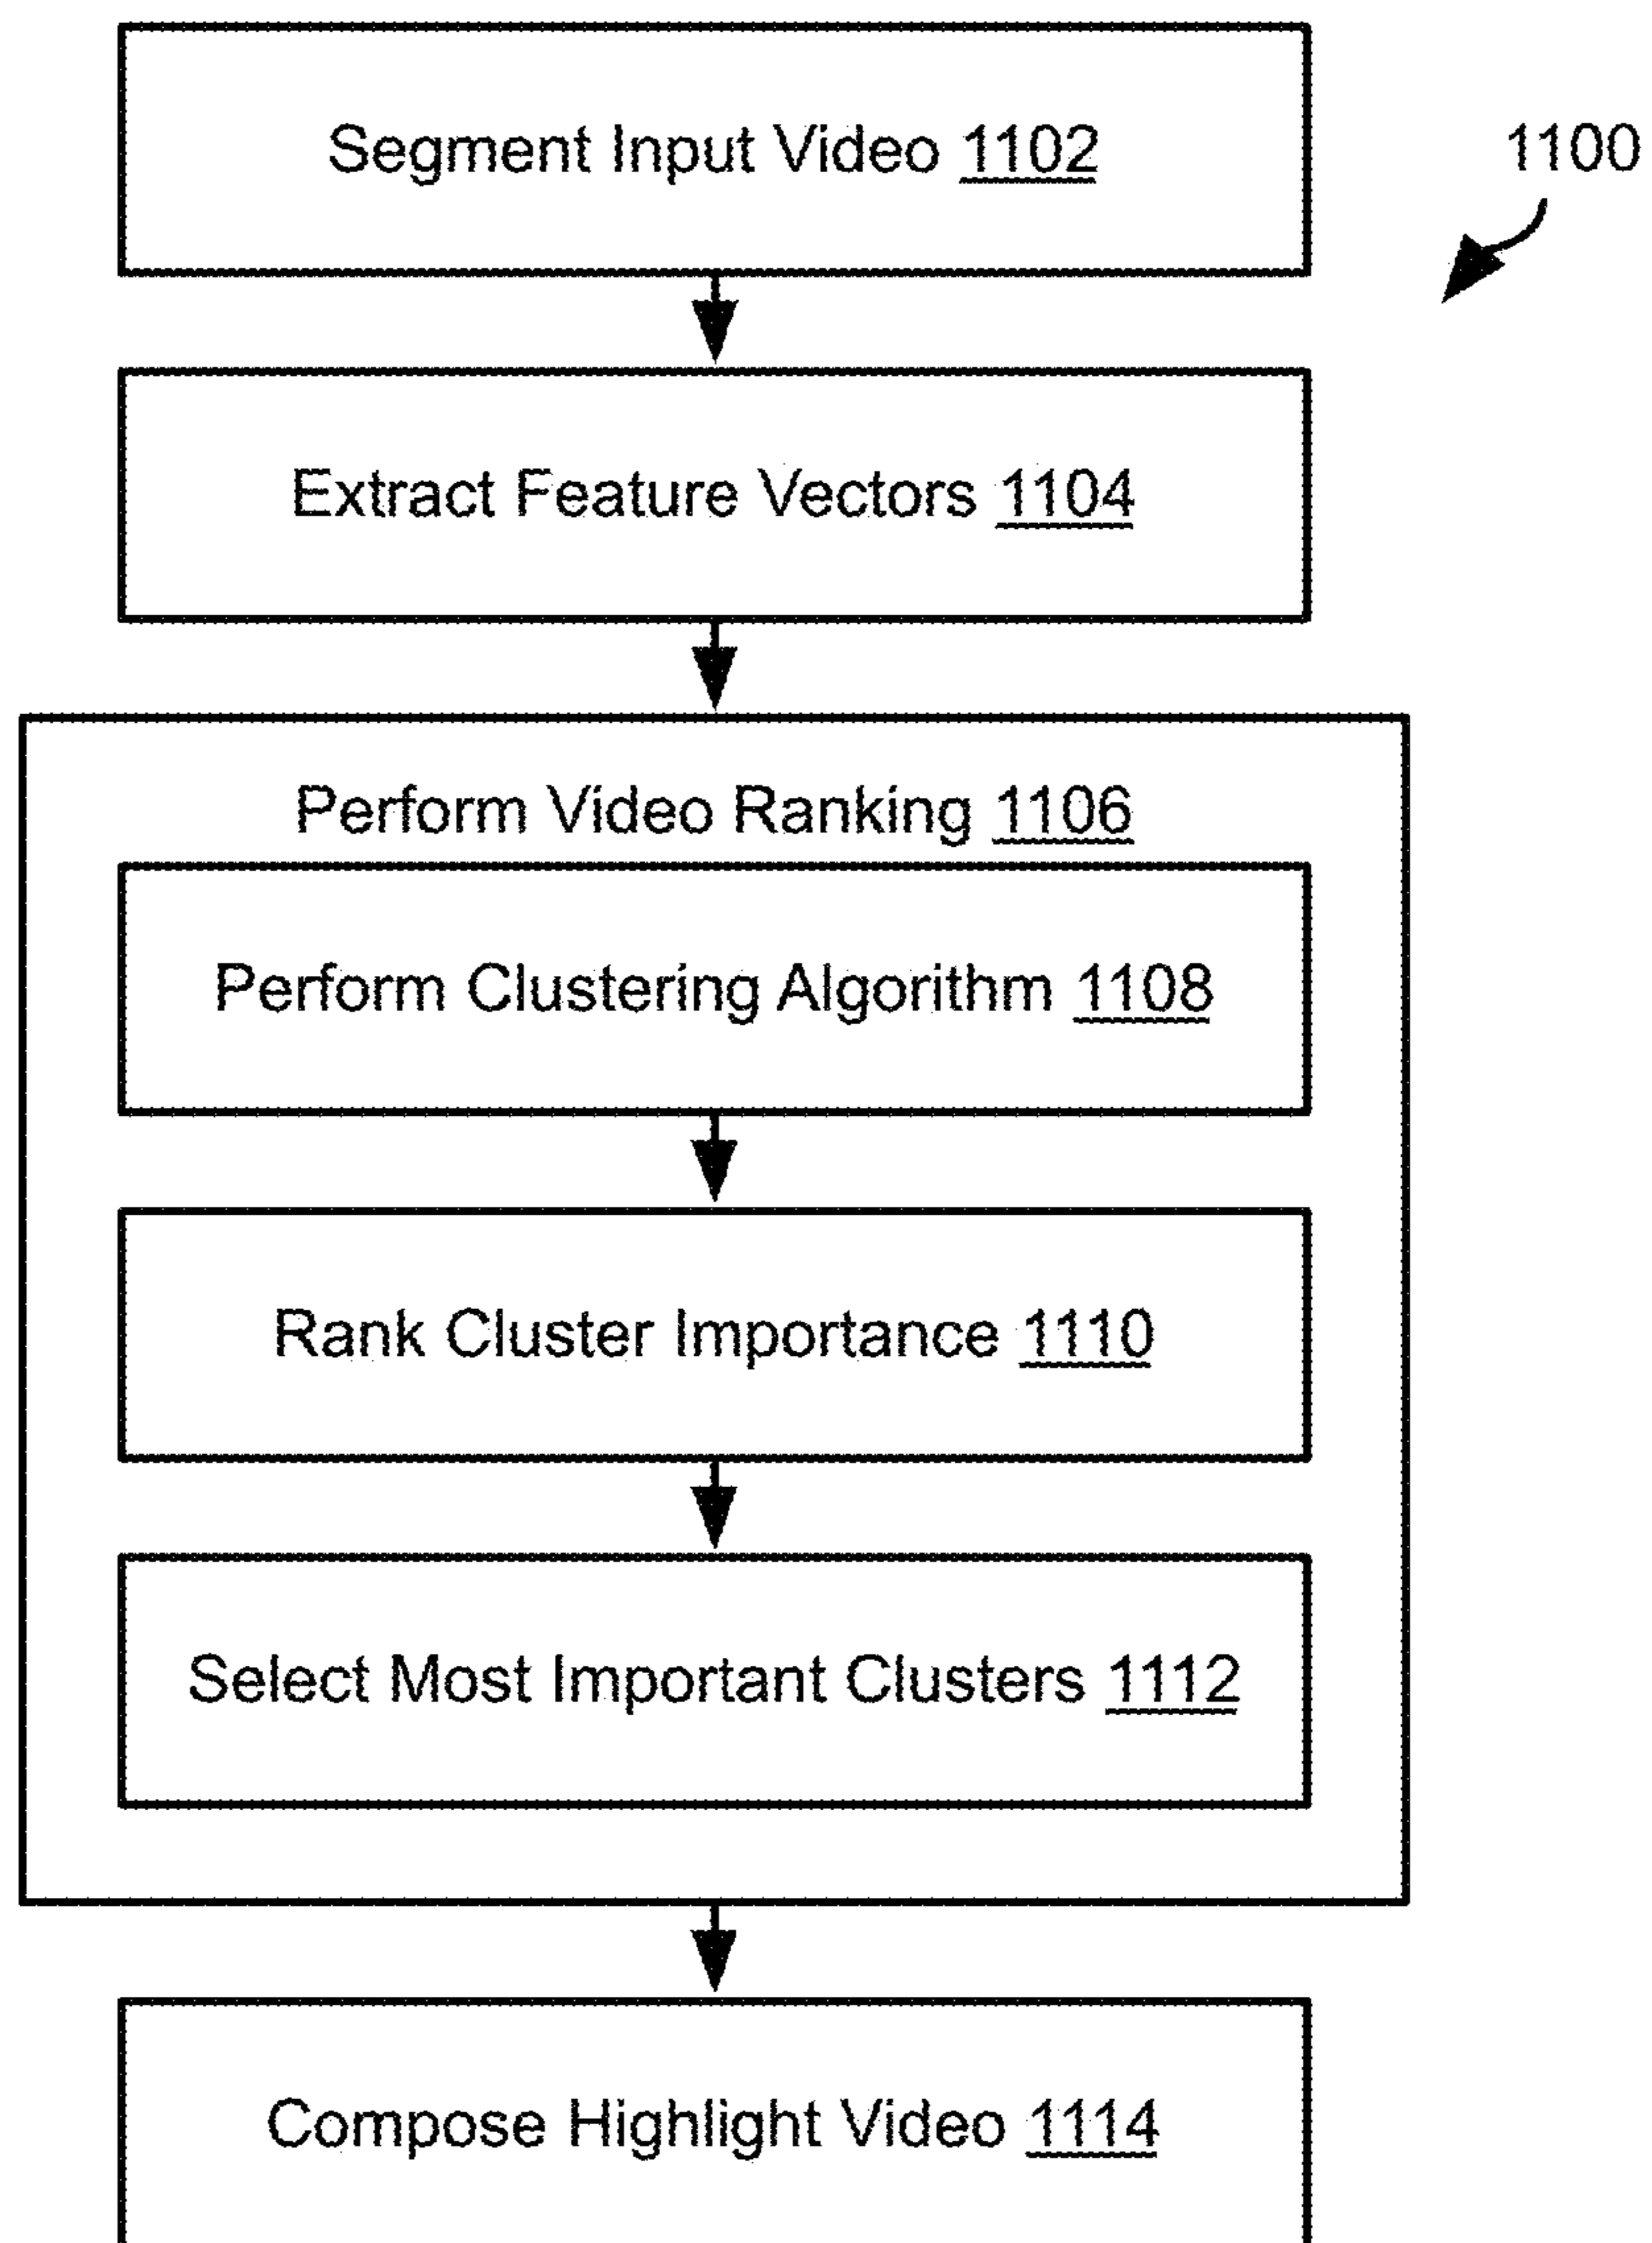 Segment Input Video 1102
1100
Extract Feature Vectors 1104
Perform Video Ranking 1106
Perform Clustering Algorithm 1108
Rank Cluster Importance 1110
Select Most Important Clusters 1112
Compose Highlight Video 1114